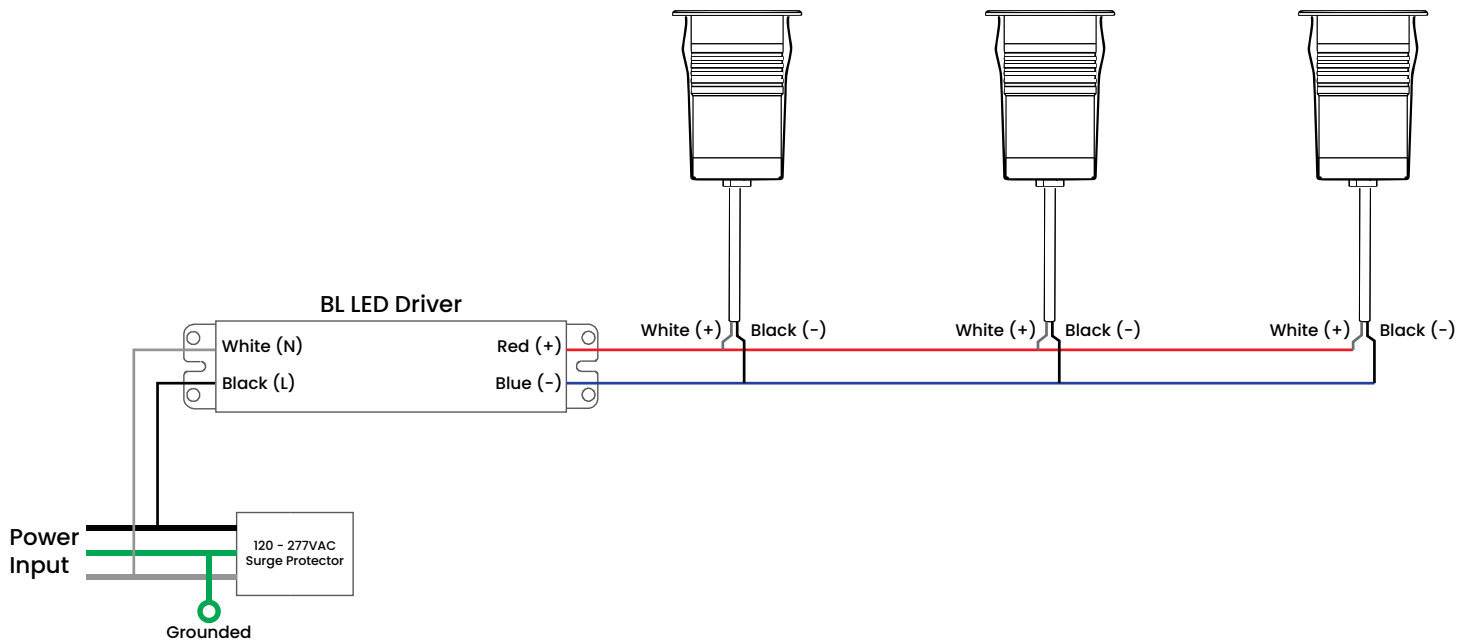 BL LED Driver
White (N)
Red (+)
Black (L)
Blue (-)
White (+)
Black (-)
White (+)
Black (-)
White (+)
Black (-)
Power
Input
120 - 277VAC
Surge Protector
Grounded